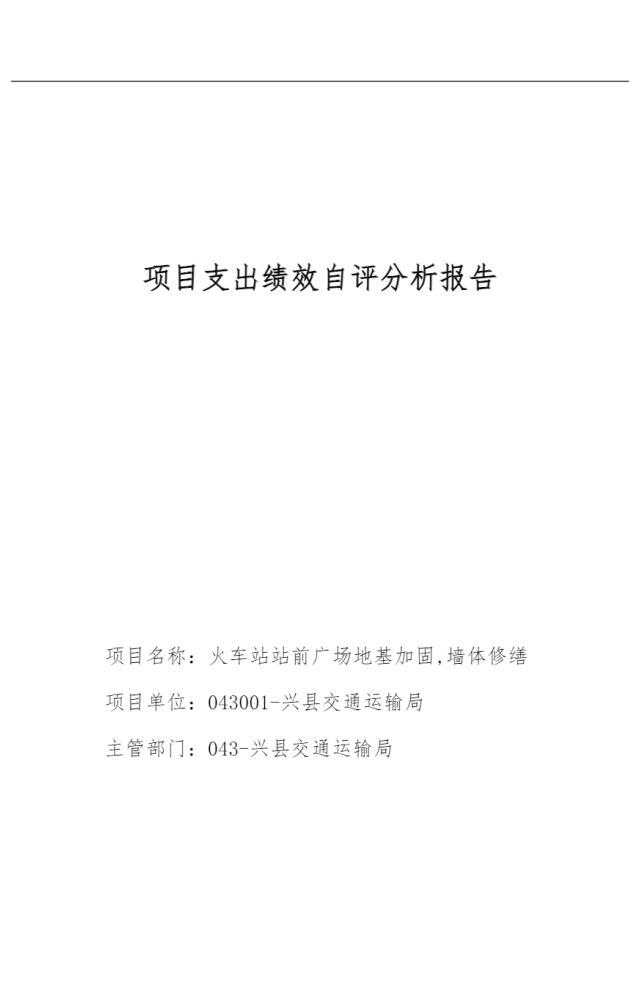 项目支出绩效自评分析报告
项目名称：火车站站前广场地基加固,墙体修缮
项目单位：043001-兴县交通运输局
主管部门：043-兴县交通运输局